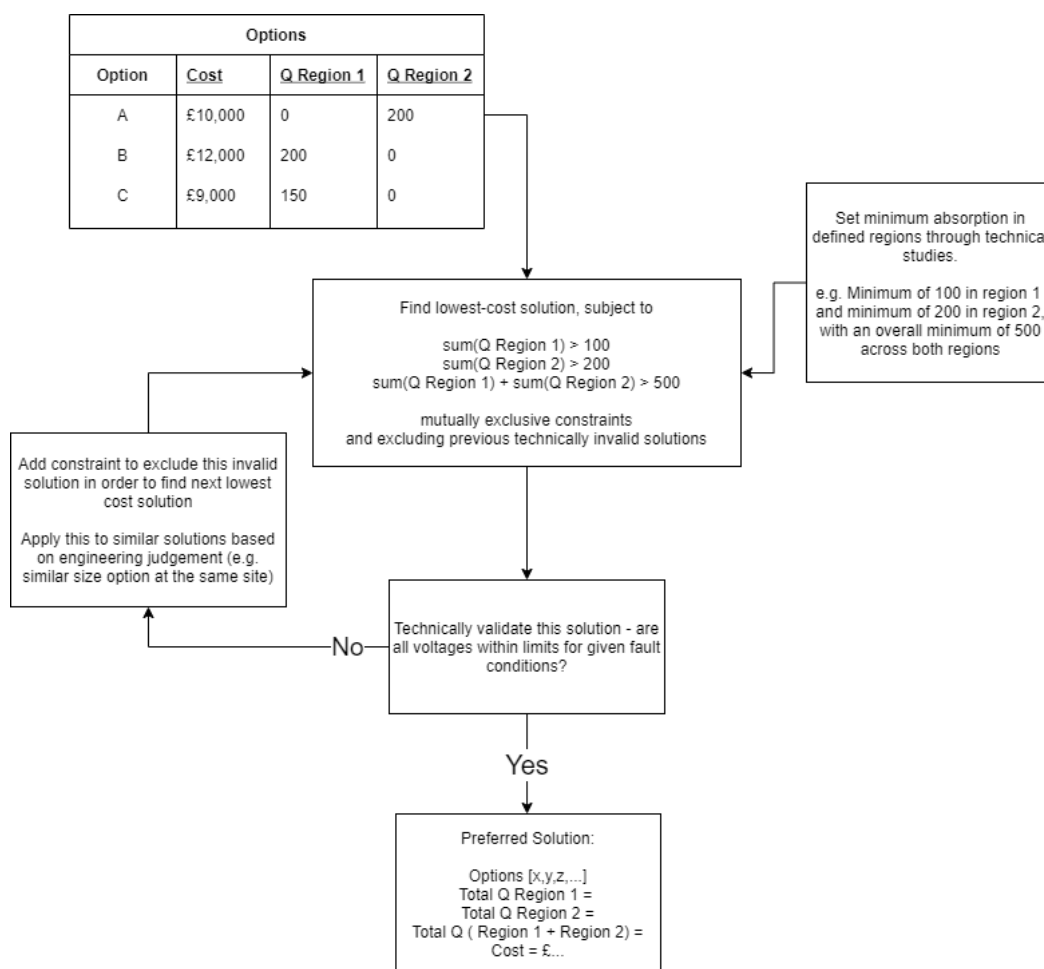 Options
Option Cost Q Region 1 Q Region 2
A £10,000 0 200
B £12,000 200 0
C £9,000 150 0
Set minimum absorption in
defined regions through technica
studies.
e.g. Minimum of 100 in region 1
and minimum of 200 in region 2,
with an overall minimum of 500
across both regions
Find lowest-cost solution, subject to
sum(Q Region 1) > 100
sum(Q Region 2) > 200
sum(Q Region 1) + sum(Q Region 2) > 500
mutually exclusive constraints
and excluding previous technically invalid solutions
Add constraint to exclude this invalid
solution in order to find next lowest
cost solution
Apply this to similar solutions based
on engineering judgement (e.g.
similar size option at the same site)
Technically validate this solution - are
all voltages within limits for given fault
conditions?
No
Yes
Preferred Solution:
Options [x,y,z,...]
Total Q Region 1 =
Total Q Region 2 =
Total Q ( Region 1 + Region 2) =
Cost = £...